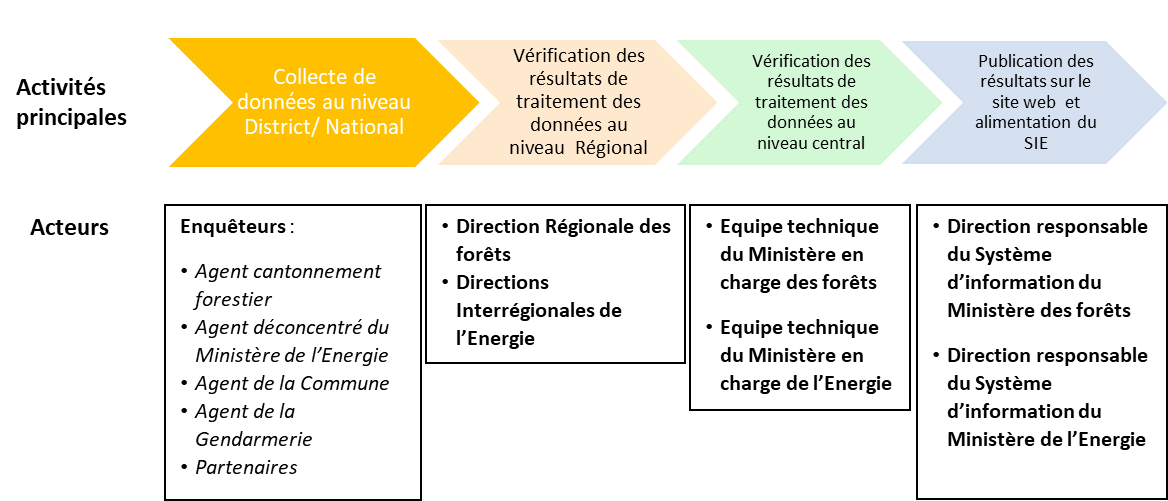 Activités
principales
Collecte de
données au niveau
District/ National
Vérification des
résultats de
traitement des
données au
niveau Régional
Vérification des
résultats de
traitement des
données au
niveau central
Publication des
résultats sur le
site web et
alimentation du
SIE
Acteurs
Enquêteurs :
• Agent cantonnement
forestier
• Agent déconcentré du
Ministère de l’Energie
• Agent de la Commune
• Agent de la
Gendarmerie
• Partenaires
• Direction Régionale des
forêts
• Directions
Interrégionales de
l’Energie
• Equipe technique
du Ministère en
charge des forêts
• Equipe technique
du Ministère en
charge de l’Energie
• Direction responsable
du Système
d’information du
Ministère des forêts
• Direction responsable
du Système
d’information du
Ministère de l’Energie